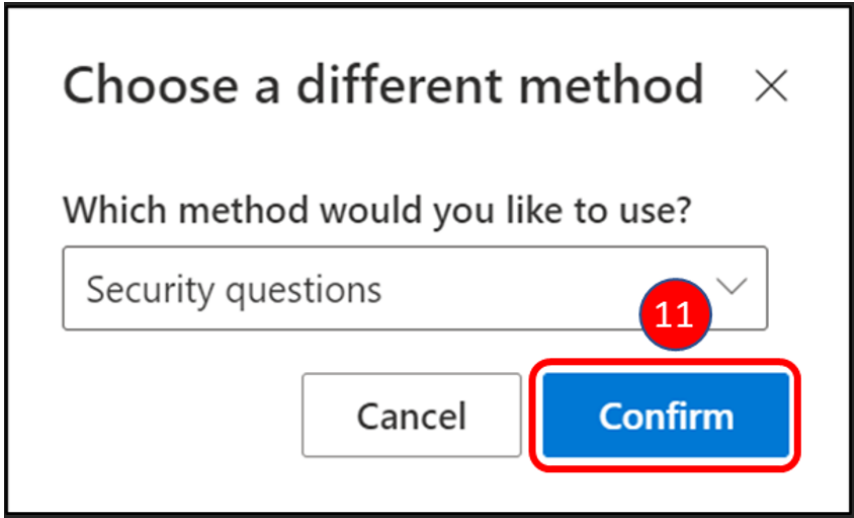 Choose a different method
Which method would you like to use?
Security questions
11
Cancel
Confirm